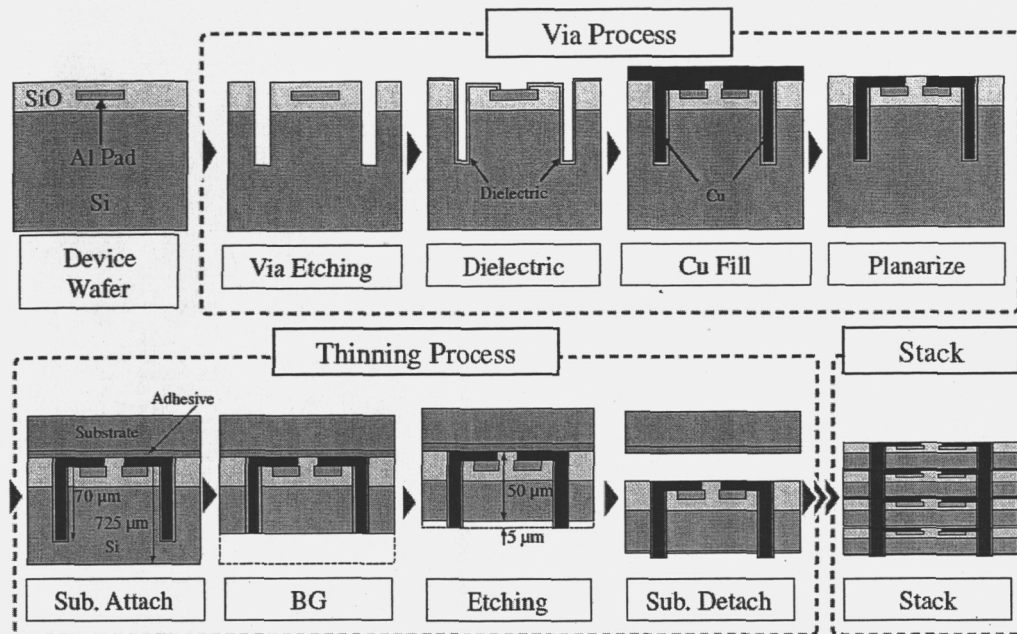 Via Process
SiO
Al Pad
Si
Dielectric
Cu
Device
Wafer
Via Etching
Dielectric
Cu Fill
Planarize
Thinning Process
Stack
Adhesive
Substrate
70 μm
725 μm
Si
50 μm
5 μm
Sub. Attach
BG
Etching
Sub. Detach
Stack